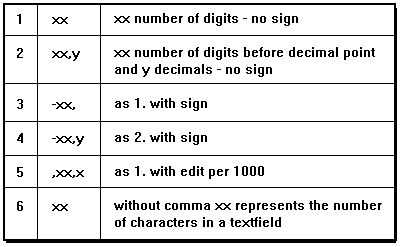 1 xx xx number of digits - no sign
2 xx,y xx number of digits before decimal point
and y decimals - no sign
3 -xx, as 1. with sign
4 -xx,y as 2. with sign
5 ,xx,x as 1. with edit per 1000
6 xx without comma xx represents the number
of characters in a textfield